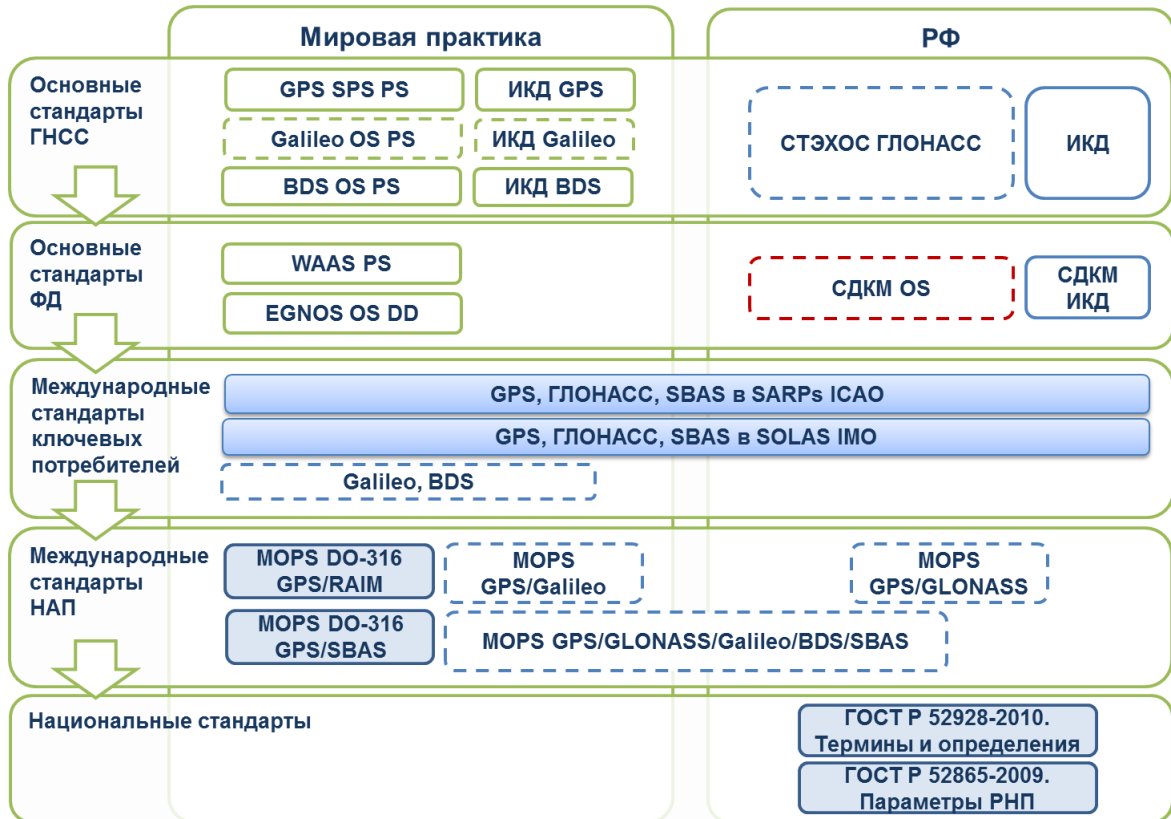 Мировая практика
РФ
Основные
стандарты
ГНСС
GPS SPS PS
ИКД GPS
Galileo OS PS
ИКД Galileo
BDS OS PS
ИКД BDS
СТЭХОС ГЛОНАСС
ИКД
Основные
стандарты
ФД
WAAS PS
EGNOS OS DD
СДКМ OS
СДКМ
ИКД
Международные
стандарты
ключевых
потребителей
GPS, ГЛОНАСС, SBAS в SARPs ICAO
GPS, ГЛОНАСС, SBAS в SOLAS IMO
Galileo, BDS
Международные
стандарты
НАП
MOPS DO-316
GPS/RAIM
MOPS
GPS/Galileo
MOPS
GPS/GLONASS
MOPS DO-316
GPS/SBAS
MOPS GPS/GLONASS/Galileo/BDS/SBAS
Национальные стандарты
ГОСТ Р 52928-2010.
Термины и определения
ГОСТ Р 52865-2009.
Параметры РНП